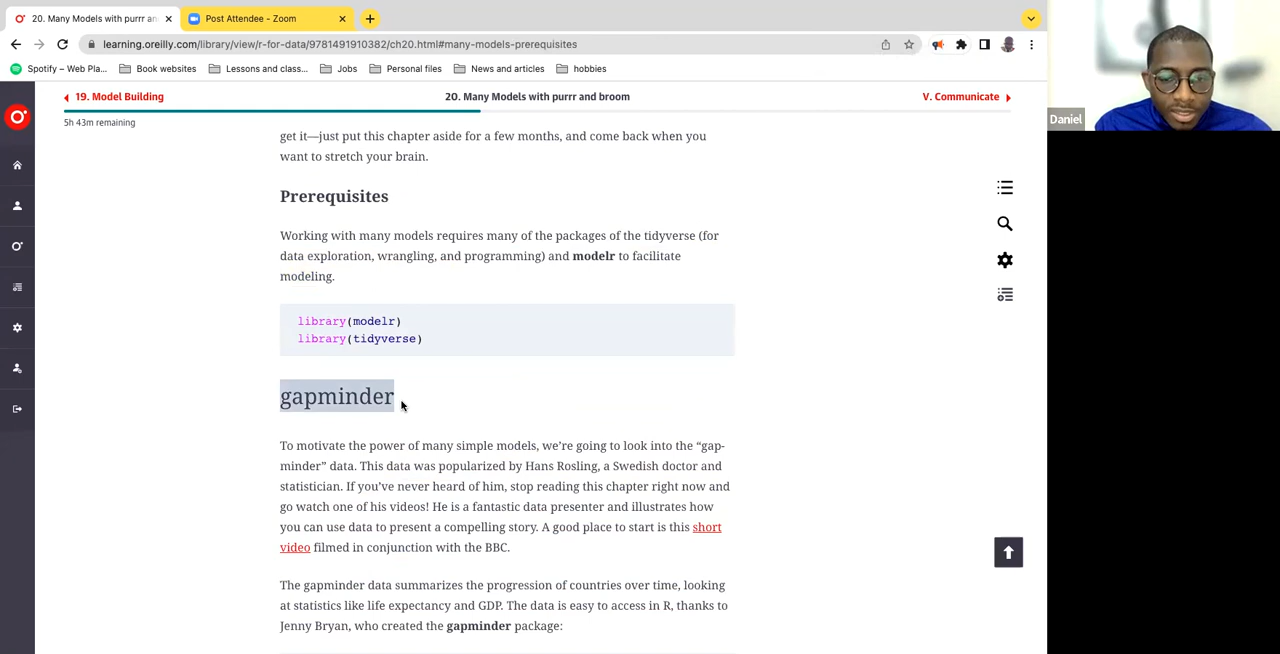 20. Many Models with purrr and
Post Attendee - Zoom
learning.oreilly.com/library/view/r-for-data/9781491910382/ch20.html#many-models-prerequisites
Spotify – Web Pla...
Book websites
Lessons and class...
Jobs
Personal files
News and articles
hobbies
19. Model Building
20. Many Models with purrr and broom
V. Communicate
5h 43m remaining
Daniel
get it—just put this chapter aside for a few months, and come back when you
want to stretch your brain.
Prerequisites
Working with many models requires many of the packages of the tidyverse (for
data exploration, wrangling, and programming) and modelr to facilitate
modeling.
library(modelr)
library(tidyverse)
gapminder
To motivate the power of many simple models, we're going to look into the “gap-
minder” data. This data was popularized by Hans Rosling, a Swedish doctor and
statistician. If you've never heard of him, stop reading this chapter right now and
go watch one of his videos! He is a fantastic data presenter and illustrates how
you can use data to present a compelling story. A good place to start is this short
video filmed in conjunction with the BBC.
The gapminder data summarizes the progression of countries over time, looking
at statistics like life expectancy and GDP. The data is easy to access in R, thanks to
Jenny Bryan, who created the gapminder package: